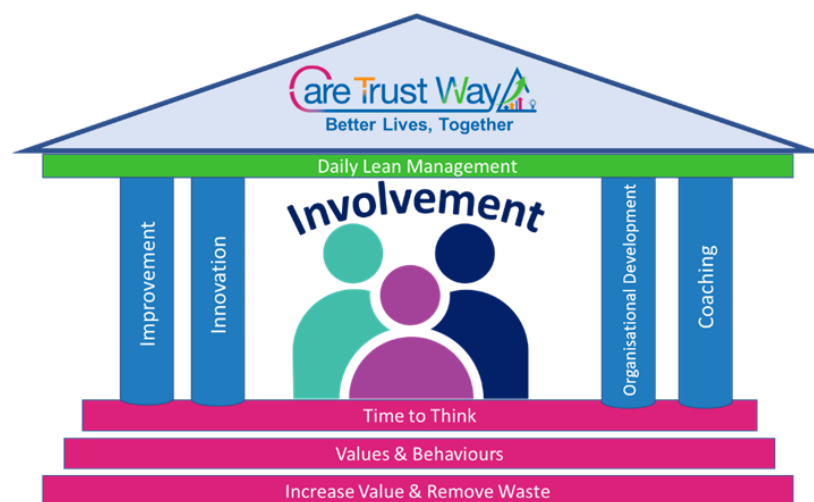 Care Trust Way
Better Lives, Together
Daily Lean Management
Involvement
Improvement
Innovation
Organisational Development
Coaching
Time to Think
Values & Behaviours
Increase Value & Remove Waste